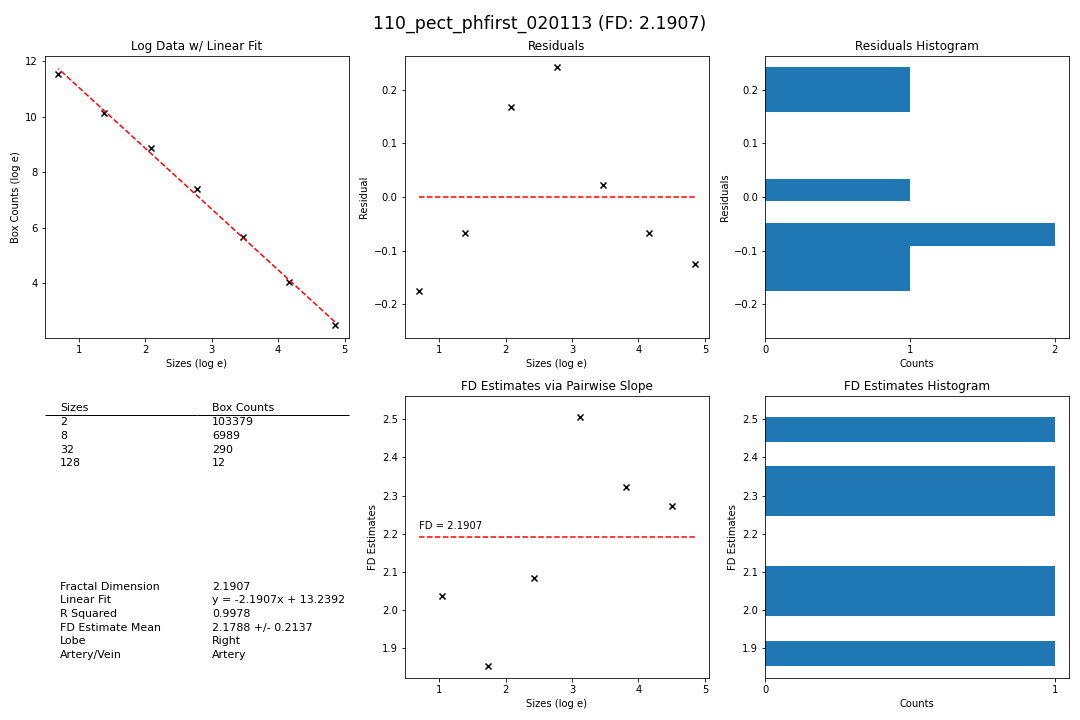 110_pect_phfirst_020113 (FD: 2.1907)
Log Data w/ Linear Fit
12
10
8
6
4
Box Counts (log e)
1 2 3 4 5
Sizes (log e)
Residuals
0.2
0.1
0.0
−0.1
−0.2
Residual
1 2 3 4 5
Sizes (log e)
Residuals Histogram
0.2
0.1
0.0
−0.1
−0.2
Residuals
0 1 2
Counts
Sizes Box Counts
2 103379
8 6989
32 290
128 12
Fractal Dimension 2.1907
Linear Fit y = -2.1907x + 13.2392
R Squared 0.9978
FD Estimate Mean 2.1788 +/- 0.2137
Lobe Right
Artery/Vein Artery
FD Estimates via Pairwise Slope
2.5
2.4
2.3
2.2
2.1
2.0
1.9
FD Estimates
FD = 2.1907
1 2 3 4 5
Sizes (log e)
FD Estimates Histogram
2.5
2.4
2.3
2.2
2.1
2.0
1.9
FD Estimates
0 1
Counts